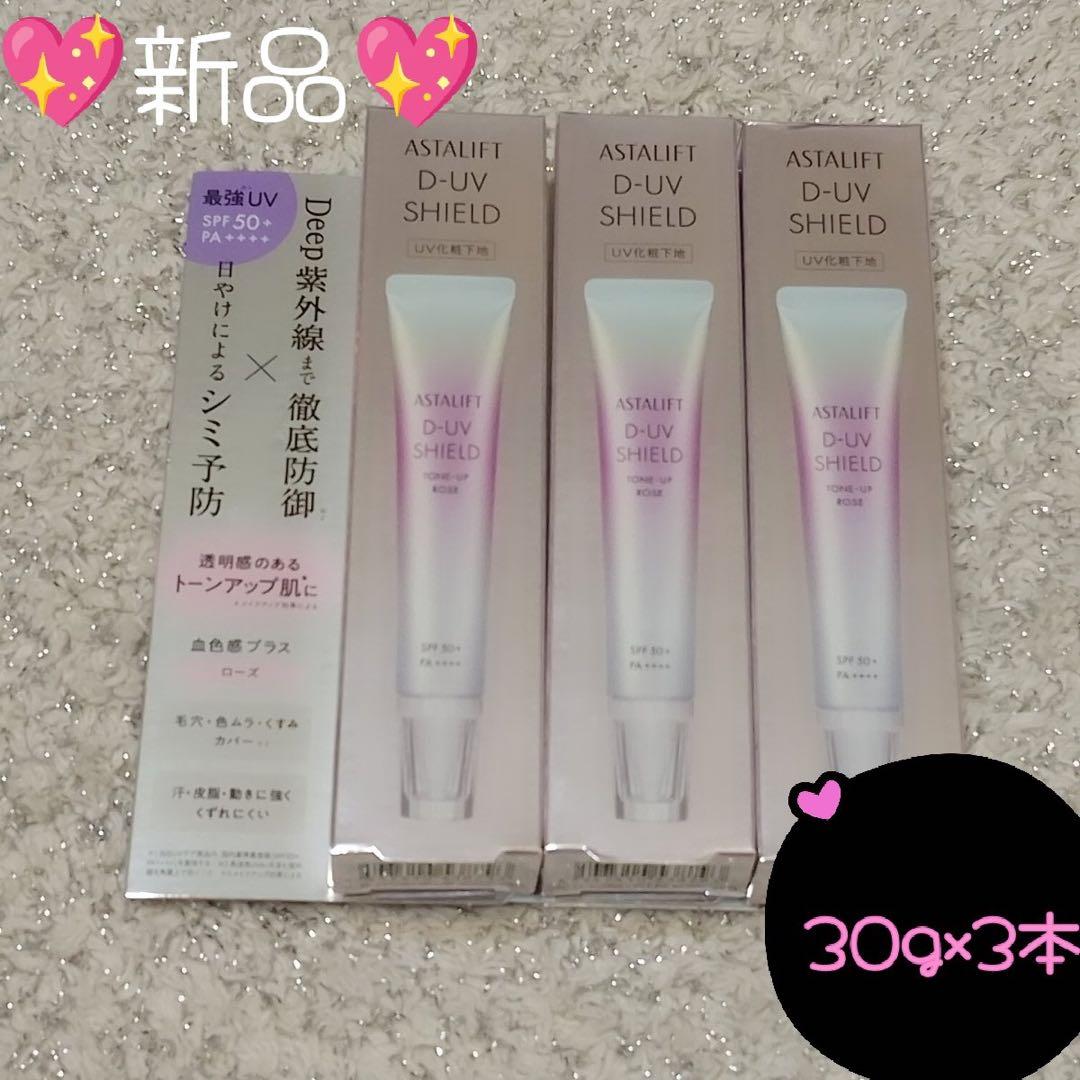 新品
最強UV
SPF50+
PA++++
Deep紫外線まで徹底防御
×
日やけによるシミ予防
透明感のある
トーンアップ肌*に
血色感プラス
ローズ
毛穴・色ムラ・くすみ
カバー
汗・皮脂・動きに強く
くずれにくい
ASTALIFT
D-UV
SHIELD
UV化粧下地
ASTALIFT
D-UV
SHIELD
TONE-UP
ROSE
SPF 50+
PA++++
ASTALIFT
D-UV
SHIELD
UV化粧下地
ASTALIFT
D-UV
SHIELD
TONE-UP
ROSE
SPF 50+
PA++++
ASTALIFT
D-UV
SHIELD
UV化粧下地
ASTALIFT
D-UV
SHIELD
TONE-UP
ROSE
SPF 50+
PA++++
30g×3本